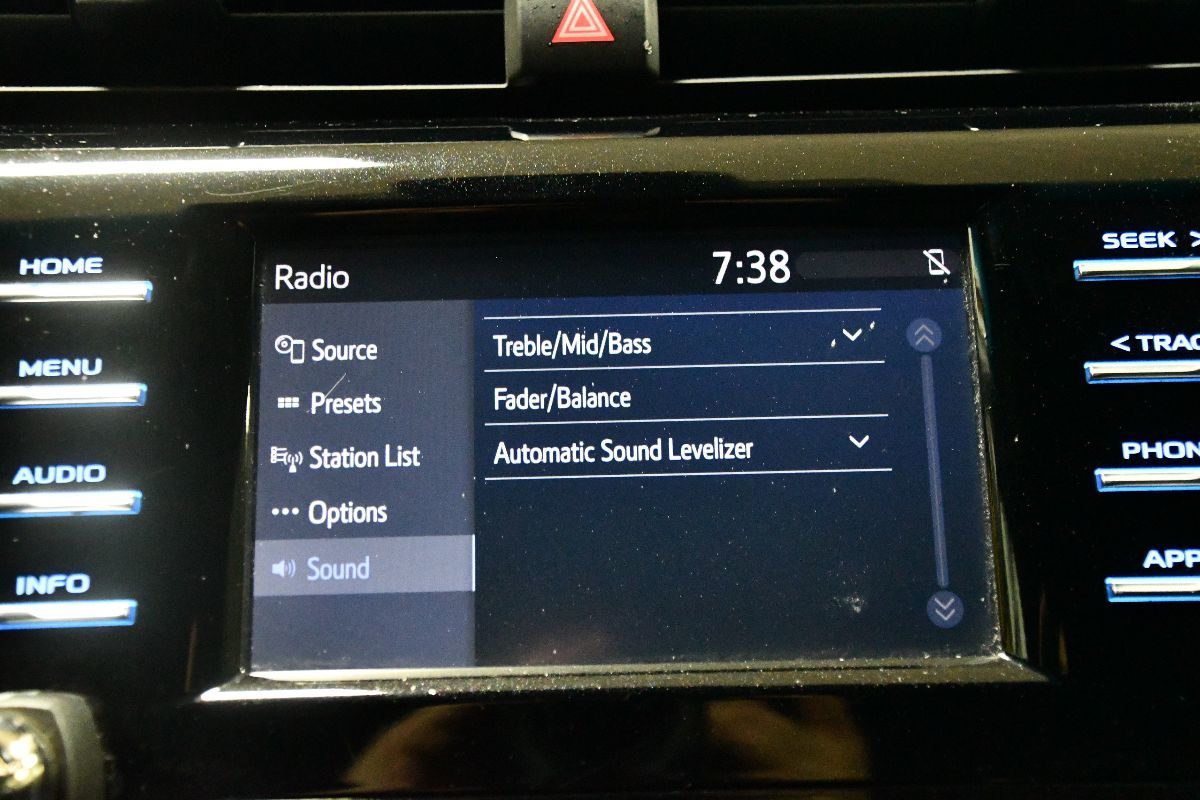 HOME
MENU
AUDIO
INFO
Radio
7:38
Source
Presets
Station List
••• Options
Sound
Treble/Mid/Bass
Fader/Balance
Automatic Sound Levelizer
SEEK >
< TRAC
PHON
APP